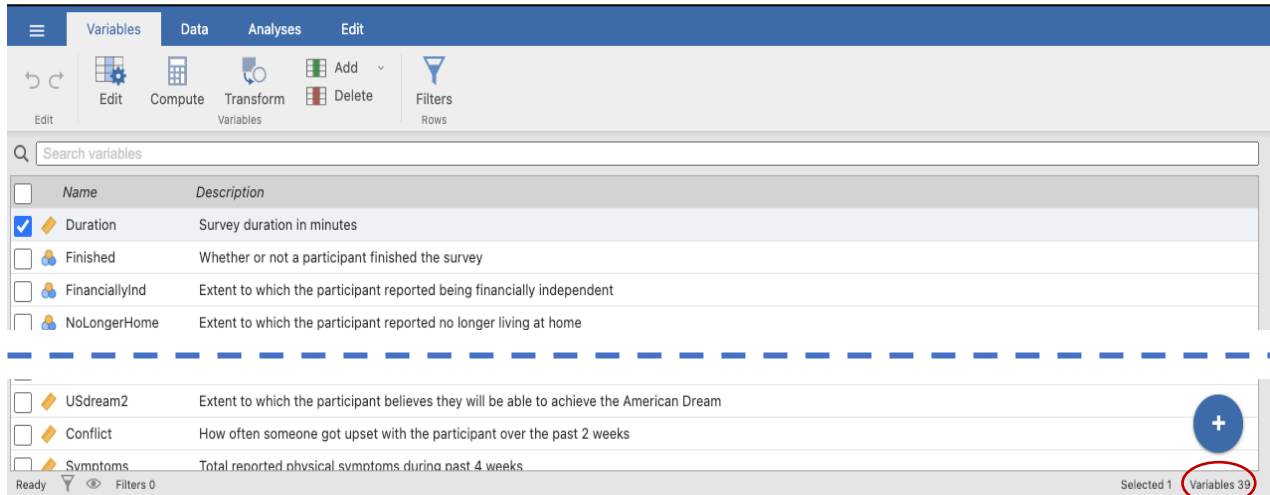 Variables Data Analyses Edit
Edit Compute Transform Add Delete Filters
Edit Variables Rows
Search variables
Name Description
Duration Survey duration in minutes
Finished Whether or not a participant finished the survey
FinanciallyInd Extent to which the participant reported being financially independent
NoLongerHome Extent to which the participant reported no longer living at home
USdream2 Extent to which the participant believes they will be able to achieve the American Dream
Conflict How often someone got upset with the participant over the past 2 weeks
Symptoms Total reported physical symptoms during past 4 weeks
Ready Filters 0 Selected 1 Variables 39